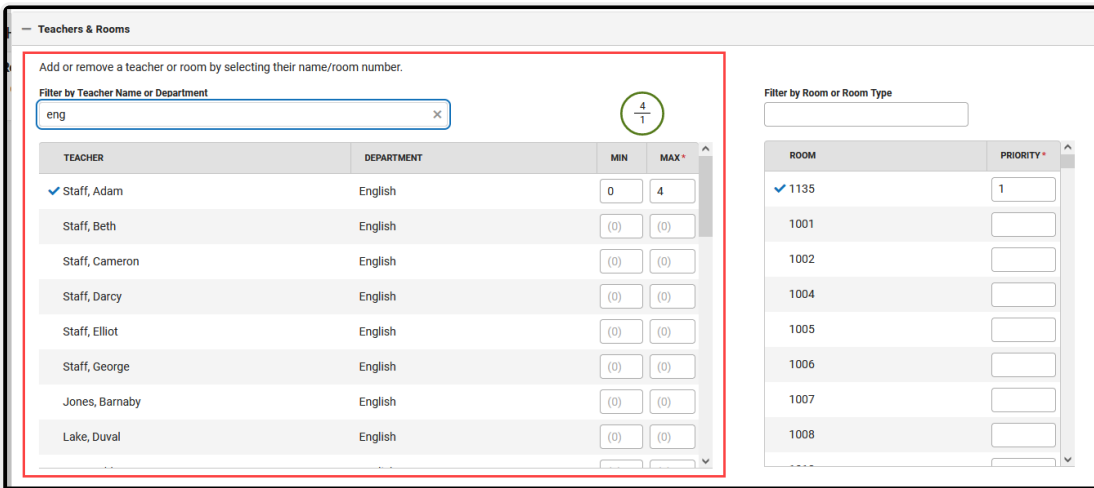 Teachers & Rooms
Add or remove a teacher or room by selecting their name/room number.
Filter by Teacher Name or Department
eng
4
1
TEACHER DEPARTMENT MIN MAX*
Staff, Adam English 0 4
Staff, Beth English (0) (0)
Staff, Cameron English (0) (0)
Staff, Darcy English (0) (0)
Staff, Elliot English (0) (0)
Staff, George English (0) (0)
Jones, Barnaby English (0) (0)
Lake, Duval English (0) (0)
Filter by Room or Room Type
ROOM PRIORITY*
1135 1
1001
1002
1004
1005
1006
1007
1008